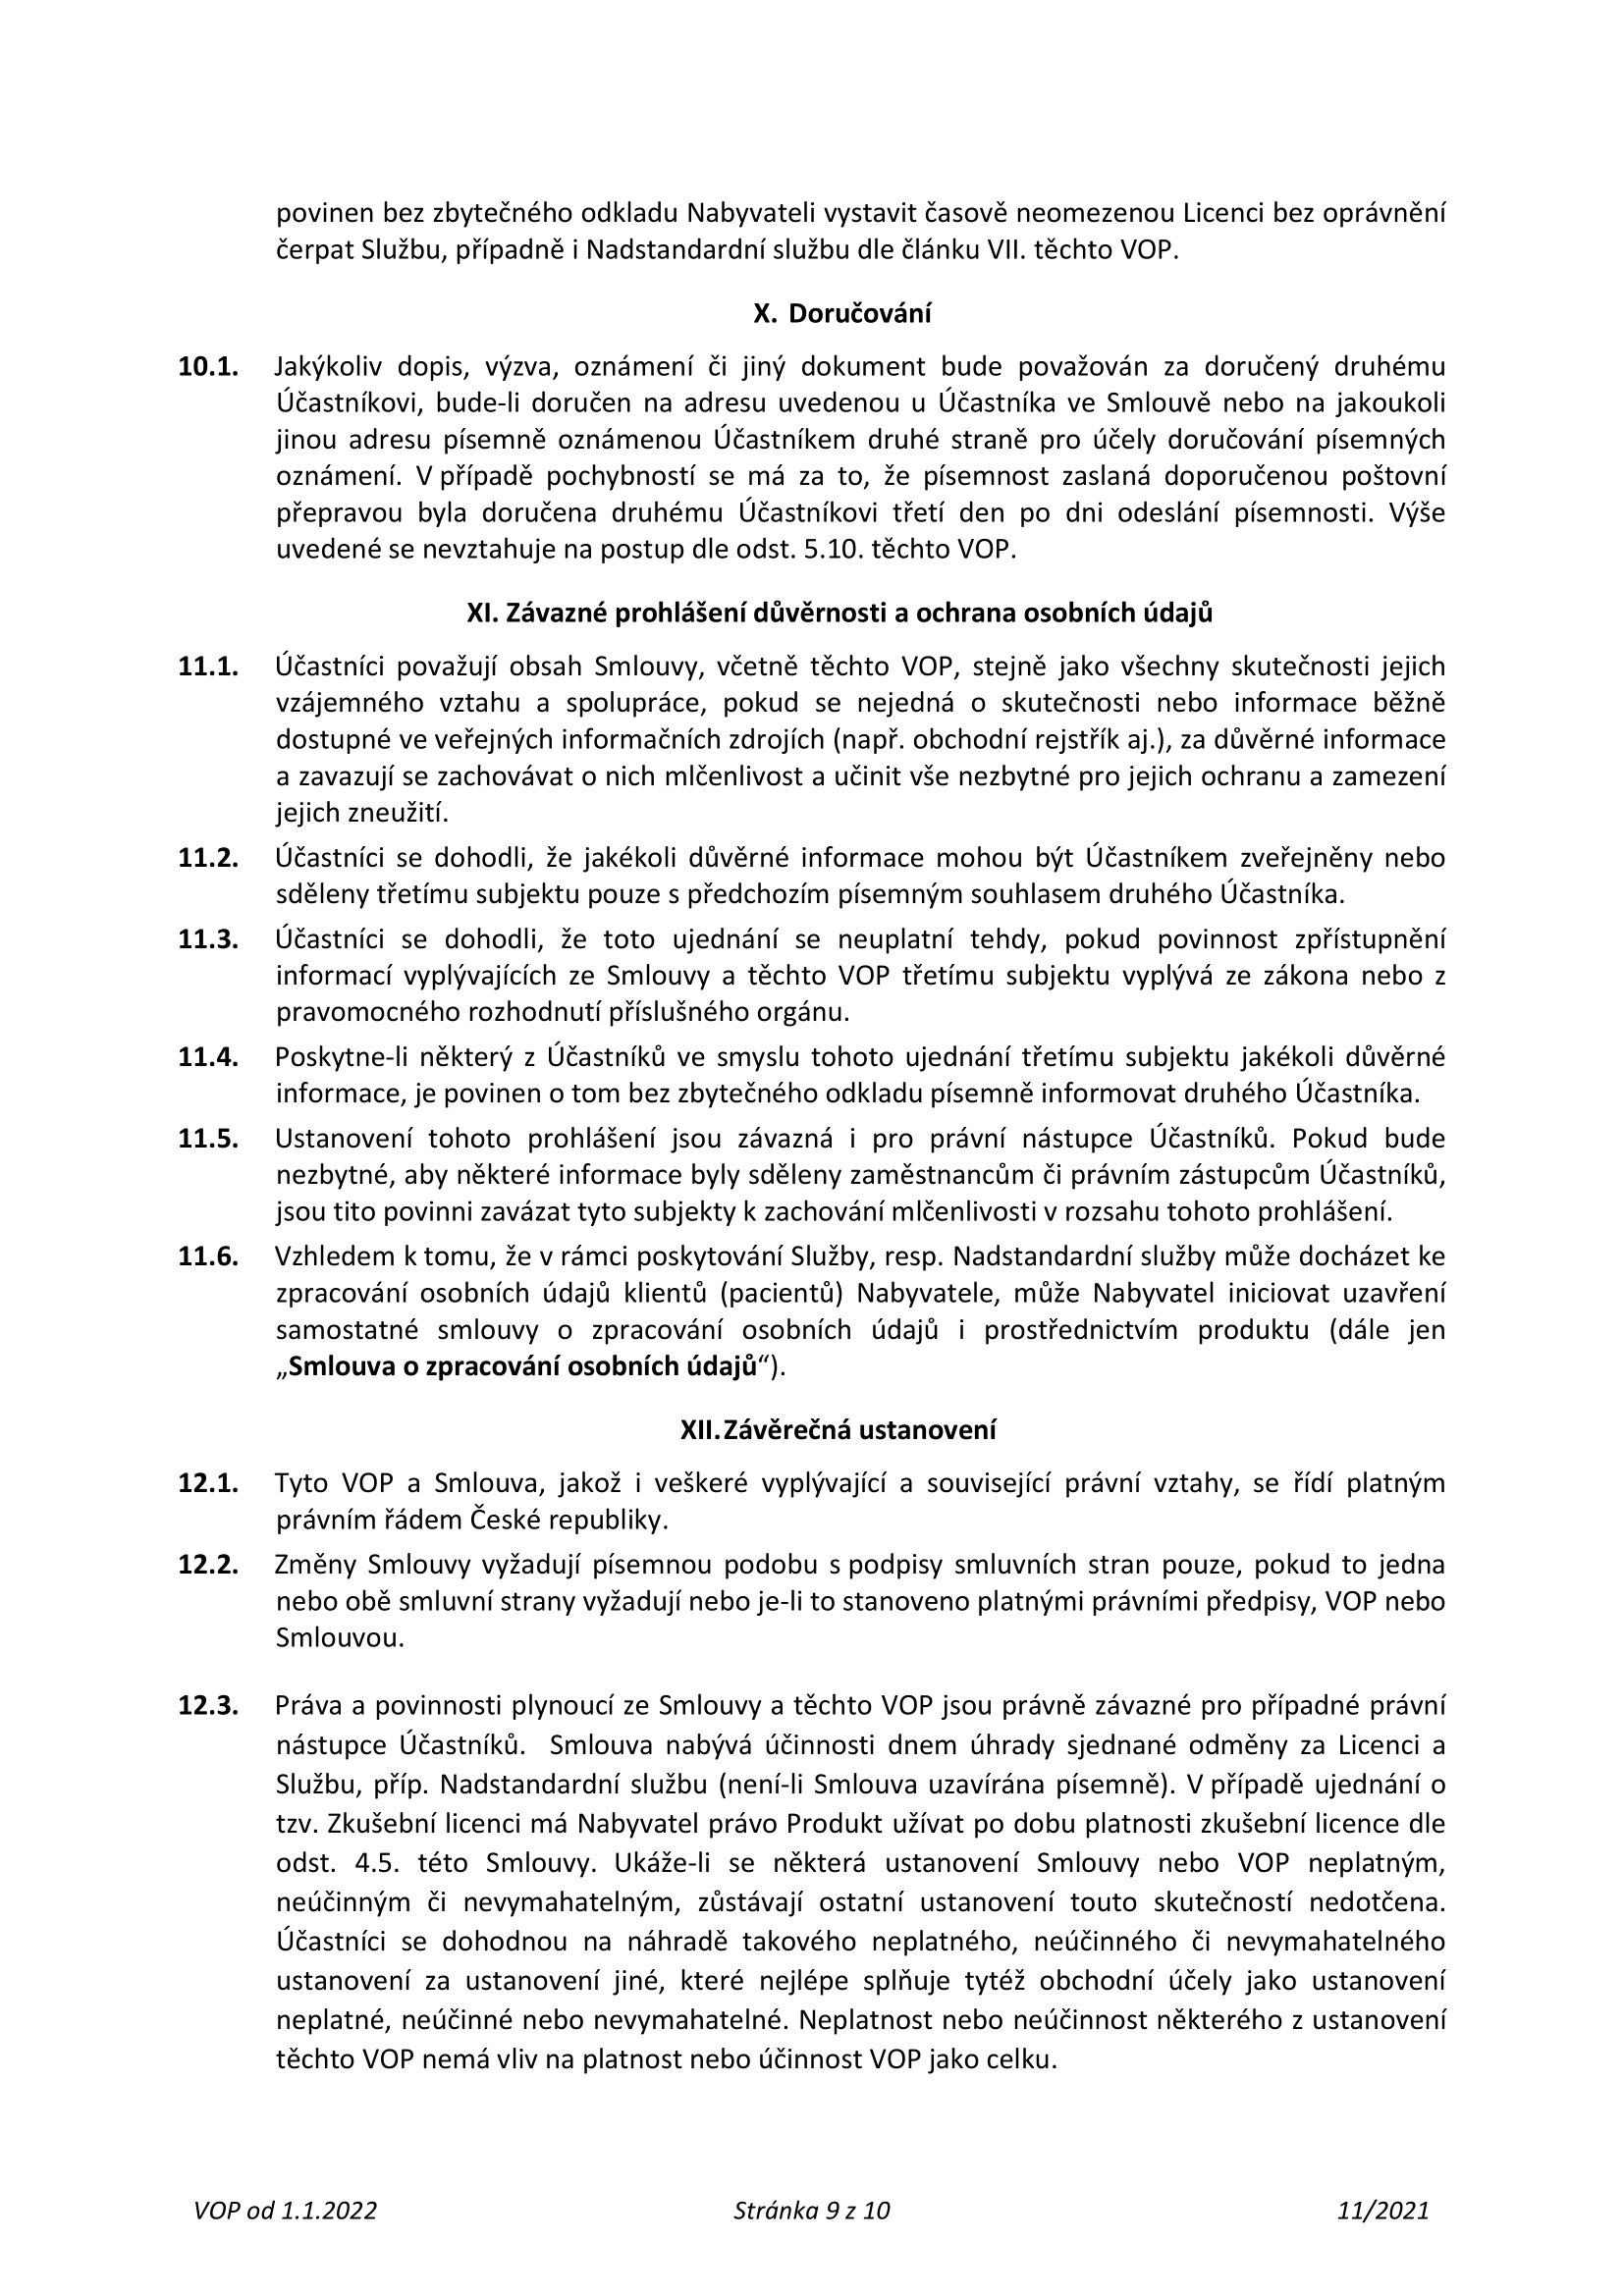 povinen bez zbytečného odkladu Nabyvateli vystavit časově neomezenou Licenci bez oprávnění
čerpat Službu, případně i Nadstandardní službu dle článku VII. těchto VOP.
X. Doručování
10.1. Jakýkoliv dopis, výzva, oznámení či jiný dokument bude považován za doručený druhému
Účastníkovi, bude-li doručen na adresu uvedenou u Účastníka ve Smlouvě nebo na jakoukoli
jinou adresu písemně oznámenou Účastníkem druhé straně pro účely doručování písemných
oznámení. V případě pochybností se má za to, že písemnost zaslaná doporučenou poštovní
přepravou byla doručena druhému Účastníkovi třetí den po dni odeslání písemnosti. Výše
uvedené se nevztahuje na postup dle odst. 5.10. těchto VOP.
XI. Závazné prohlášení důvěrnosti a ochrana osobních údajů
11.1. Účastníci považují obsah Smlouvy, včetně těchto VOP, stejně jako všechny skutečnosti jejich
vzájemného vztahu a spolupráce, pokud se nejedná o skutečnosti nebo informace běžně
dostupné ve veřejných informačních zdrojích (např. obchodní rejstřík aj.), za důvěrné informace
a zavazují se zachovávat o nich mlčenlivost a učinit vše nezbytné pro jejich ochranu a zamezení
jejich zneužití.
11.2. Účastníci se dohodli, že jakékoli důvěrné informace mohou být Účastníkem zveřejněny nebo
sděleny třetímu subjektu pouze s předchozím písemným souhlasem druhého Účastníka.
11.3. Účastníci se dohodli, že toto ujednání se neuplatní tehdy, pokud povinnost zpřístupnění
informací vyplývajících ze Smlouvy a těchto VOP třetímu subjektu vyplývá ze zákona nebo z
pravomocného rozhodnutí příslušného orgánu.
11.4. Poskytne-li některý z Účastníků ve smyslu tohoto ujednání třetímu subjektu jakékoli důvěrné
informace, je povinen o tom bez zbytečného odkladu písemně informovat druhého Účastníka.
11.5. Ustanovení tohoto prohlášení jsou závazná i pro právní nástupce Účastníků. Pokud bude
nezbytné, aby některé informace byly sděleny zaměstnancům či právním zástupcům Účastníků,
jsou tito povinni zavázat tyto subjekty k zachování mlčenlivosti v rozsahu tohoto prohlášení.
11.6. Vzhledem k tomu, že v rámci poskytování Služby, resp. Nadstandardní služby může docházet ke
zpracování osobních údajů klientů (pacientů) Nabyvatele, může Nabyvatel iniciovat uzavření
samostatné smlouvy o zpracování osobních údajů i prostřednictvím produktu (dále jen
„Smlouva o zpracování osobních údajů“).
XII. Závěrečná ustanovení
12.1. Tyto VOP a Smlouva, jakož i veškeré vyplývající a související právní vztahy, se řídí platným
právním řádem České republiky.
12.2. Změny Smlouvy vyžadují písemnou podobu s podpisy smluvních stran pouze, pokud to jedna
nebo obě smluvní strany vyžadují nebo je-li to stanoveno platnými právními předpisy, VOP nebo
Smlouvou.
12.3. Práva a povinnosti plynoucí ze Smlouvy a těchto VOP jsou právně závazné pro případné právní
nástupce Účastníků. Smlouva nabývá účinnosti dnem úhrady sjednané odměny za Licenci a
Službu, příp. Nadstandardní službu (není-li Smlouva uzavírána písemně). V případě ujednání o
tzv. Zkušební licenci má Nabyvatel právo Produkt užívat po dobu platnosti zkušební licence dle
odst. 4.5. této Smlouvy. Ukáže-li se některá ustanovení Smlouvy nebo VOP neplatným,
neúčinným či nevymahatelným, zůstávají ostatní ustanovení touto skutečností nedotčena.
Účastníci se dohodnou na náhradě takového neplatného, neúčinného či nevymahatelného
ustanovení za ustanovení jiné, které nejlépe splňuje tytéž obchodní účely jako ustanovení
neplatné, neúčinné nebo nevymahatelné. Neplatnost nebo neúčinnost některého z ustanovení
těchto VOP nemá vliv na platnost nebo účinnost VOP jako celku.
VOP od 1.1.2022 Stránka 9 z 10 11/2021